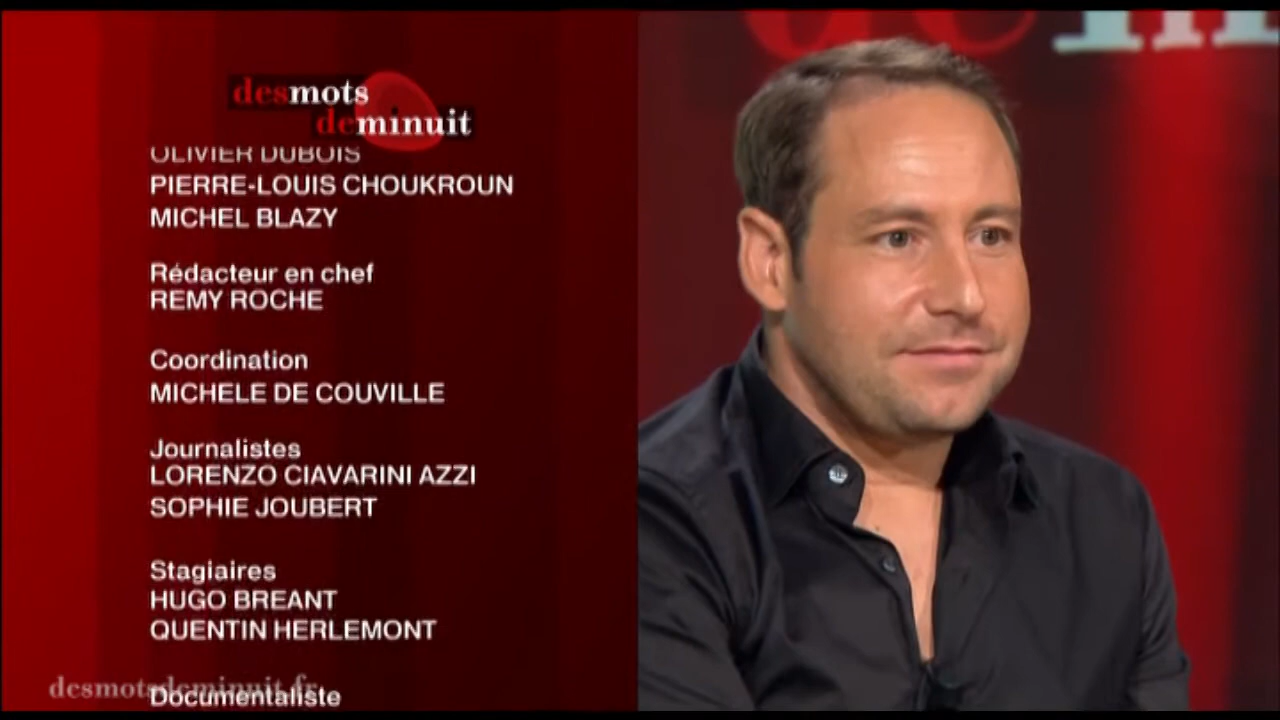 desmots
deminuit
OLIVIER DUBOIS
PIERRE-LOUIS CHOUKROUN
MICHEL BLAZY
Rédacteur en chef
REMY ROCHE
Coordination
MICHELE DE COUVILLE
Journalistes
LORENZO CIAVARINI AZZI
SOPHIE JOUBERT
Stagiaires
HUGO BREANT
QUENTIN HERLEMONT
desmotsdeminuit.fr
Documentaliste
de m